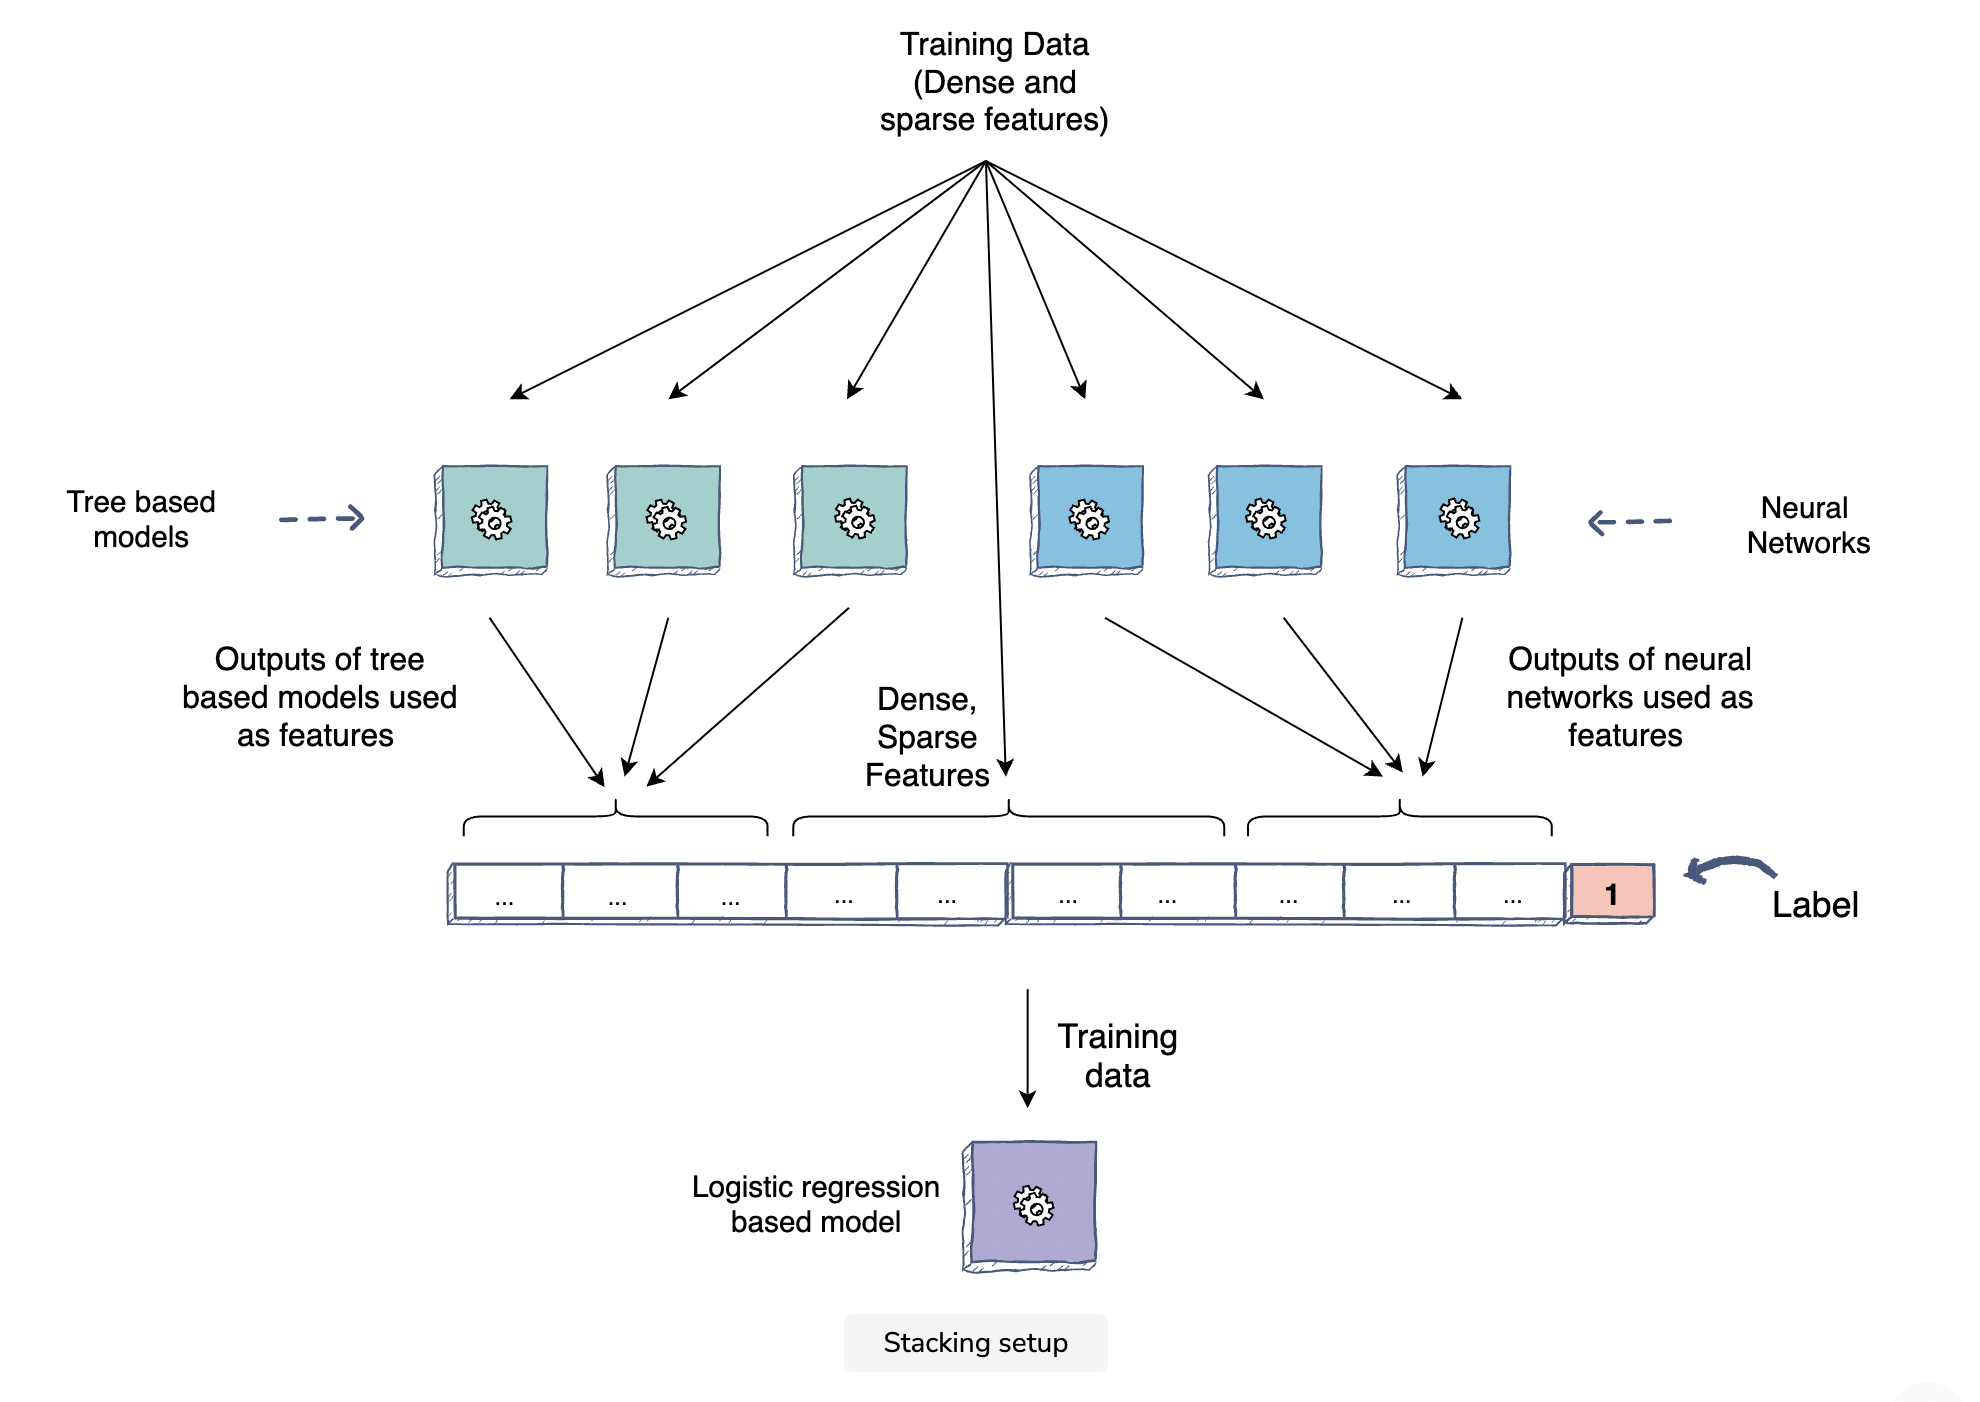 Training Data
(Dense and
sparse features)
Tree based
models
Neural
Networks
Outputs of tree
based models used
as features
Dense,
Sparse
Features
Outputs of neural
networks used as
features
... ... ... ... ... ... ... ... ... ... 1
Label
Training
data
Logistic regression
based model
Stacking setup